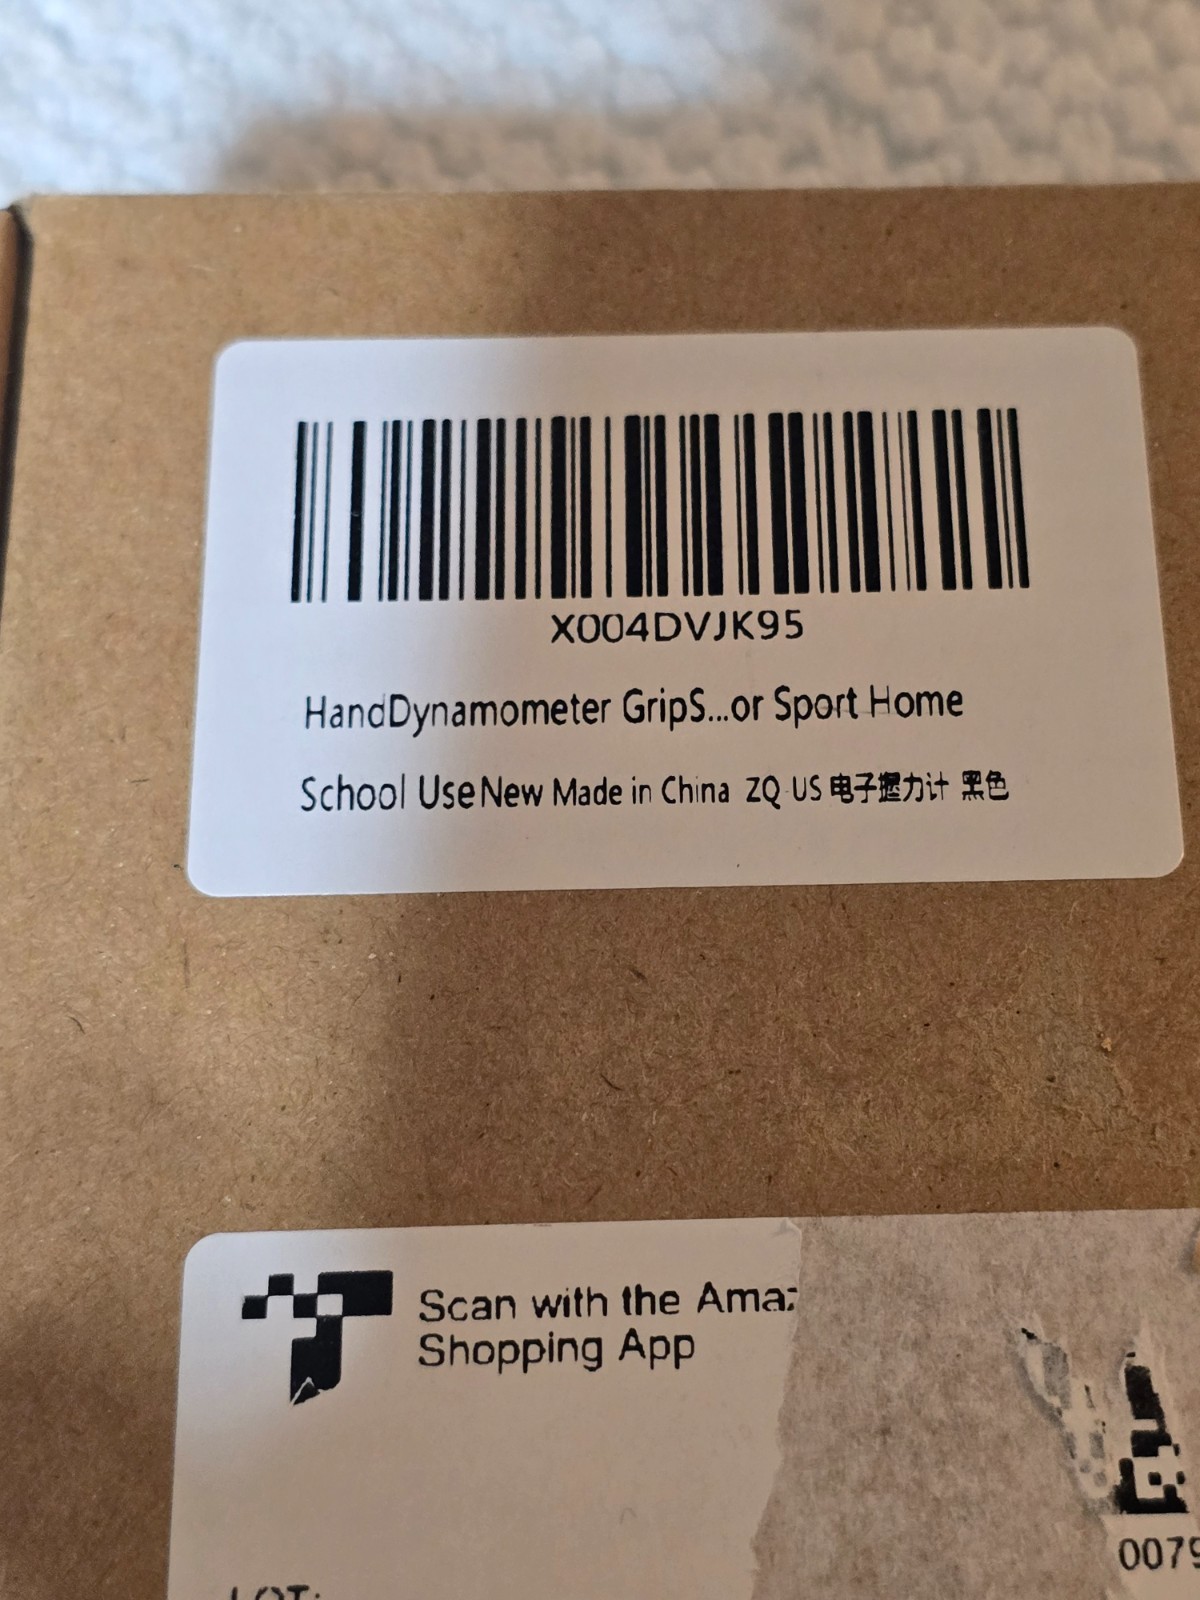 X004DVJK95
HandDynamometer GripS...or Sport Home
School Use New Made in China ZQ-US 电子握力计 黑色
Scan with the Ama
Shopping App
0079
LOT: